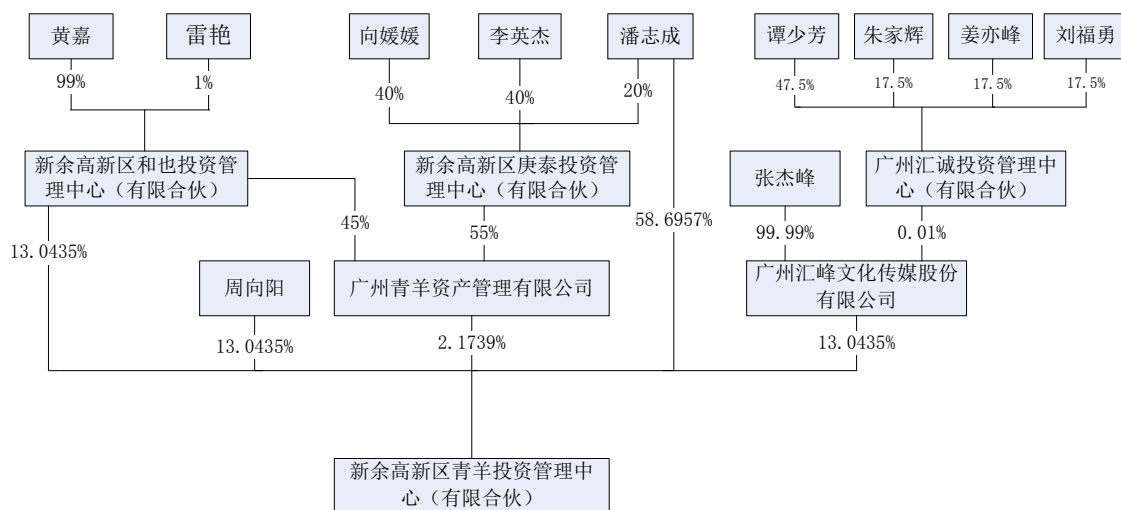 黄嘉
雷艳
向媛媛
李英杰
潘志成
谭少芳
朱家辉
姜亦峰
刘福勇
99%
1%
40%
40%
20%
47.5%
17.5%
17.5%
17.5%
新余高新区和也投资管
理中心（有限合伙）
新余高新区庚泰投资管
理中心（有限合伙）
张杰峰
广州汇诚投资管理中
心（有限合伙）
13.0435%
45%
55%
58.6957%
99.99%
0.01%
周向阳
广州青羊资产管理有限公司
广州汇峰文化传媒股份
有限公司
13.0435%
2.1739%
13.0435%
新余高新区青羊投资管理中
心（有限合伙）